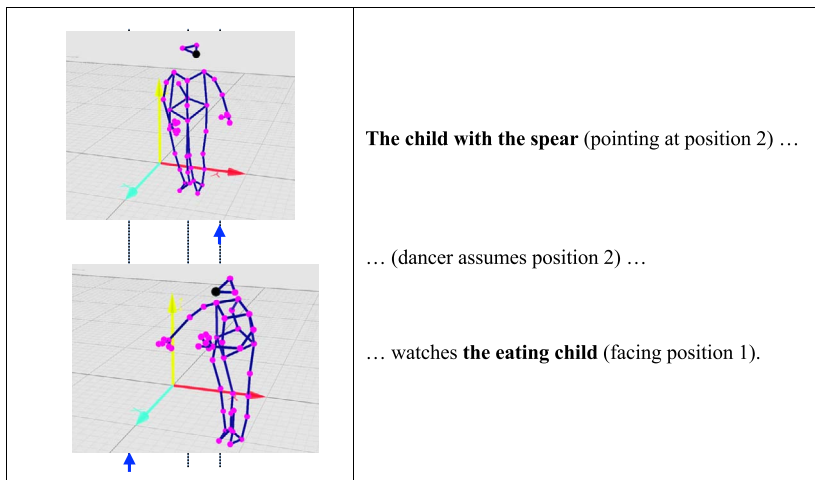 The child with the spear (pointing at position 2) …
… (dancer assumes position 2) …
… watches the eating child (facing position 1).